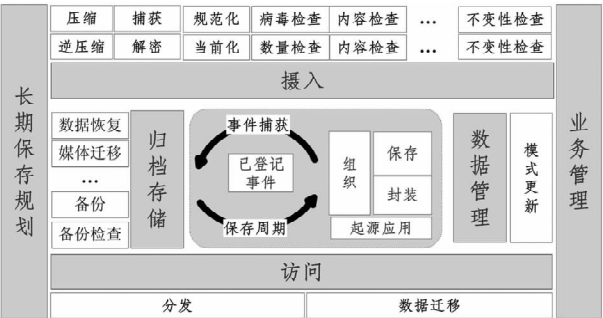 压缩 捕获 规范化 病毒检查 内容检查 … 不变性检查
逆压缩 解密 当前化 数量检查 内容检查 … 不变性检查
摄入
长期保存规划
数据恢复
媒体迁移
…
备份
备份检查
归档存储
事件捕获
已登记
事件
保存周期
组织
保存
封装
起源应用
数据管理
模式更新
业务管理
访问
分发 数据迁移